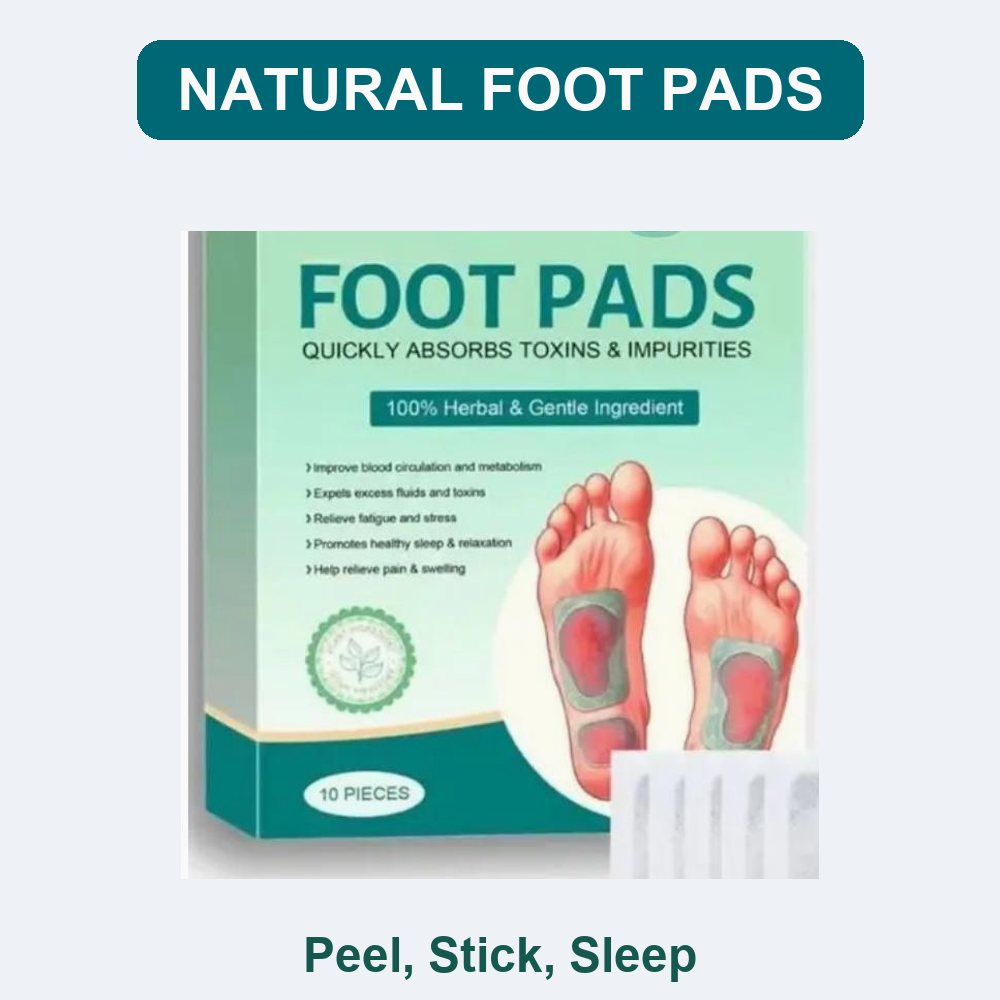 NATURAL FOOT PADS
FOOT PADS
QUICKLY ABSORBS TOXINS & IMPURITIES
100% Herbal & Gentle Ingredient
Improve blood circulation and metabolism
Expels excess fluids and toxins
Relieve fatigue and stress
Promotes healthy sleep & relaxation
Help relieve pain & swelling
10 PIECES
Peel, Stick, Sleep